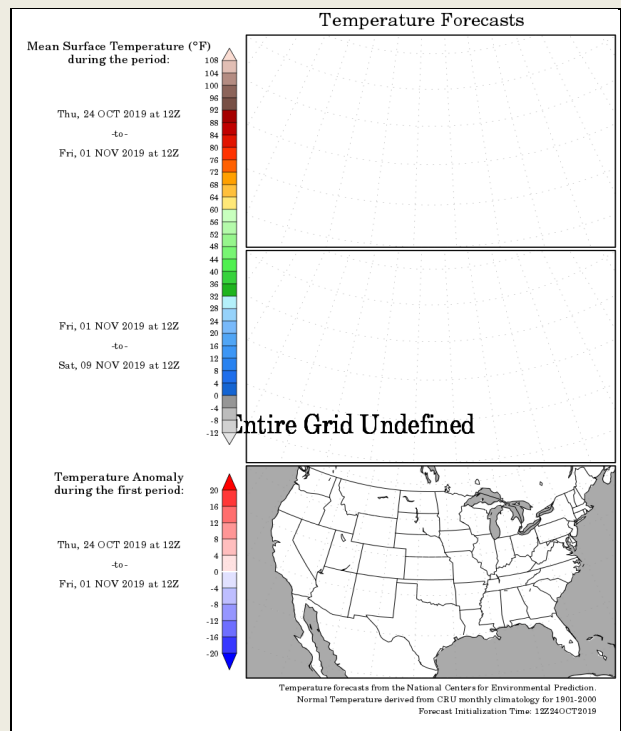 Temperature Forecasts
Mean Surface Temperature (°F)
during the period:
108
104
100
96
92
88
84
80
76
72
68
64
60
56
52
48
44
40
36
32
28
24
20
16
12
8
4
0
-4
-8
-12
Thu, 24 OCT 2019 at 12Z
-to-
Fri, 01 NOV 2019 at 12Z
Fri, 01 NOV 2019 at 12Z
-to-
Sat, 09 NOV 2019 at 12Z
Entire Grid Undefined
Temperature Anomaly
during the first period:
20
16
12
8
4
0
-4
-8
-12
-16
-20
Thu, 24 OCT 2019 at 12Z
-to-
Fri, 01 NOV 2019 at 12Z
Temperature forecasts from the National Centers for Environmental Prediction.
Normal Temperature derived from CRU monthly climatology for 1901-2000
Forecast Initialization Time: 12Z24OCT2019